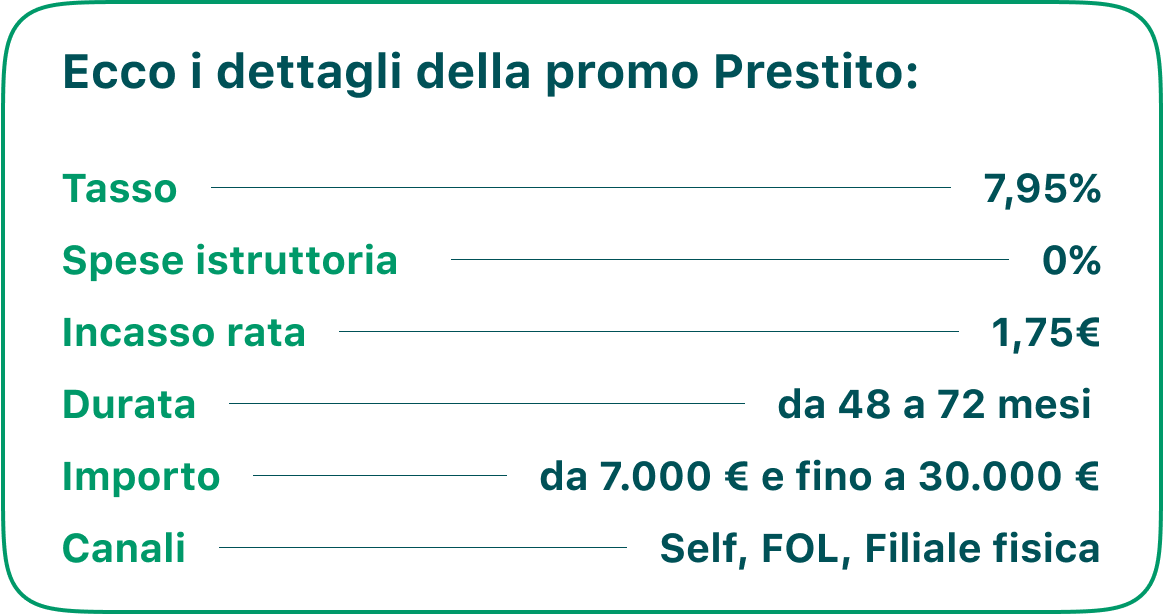 Ecco i dettagli della promo Prestito:
Tasso 7,95%
Spese istruttoria 0%
Incasso rata 1,75€
Durata da 48 a 72 mesi
Importo da 7.000 € e fino a 30.000 €
Canali Self, FOL, Filiale fisica